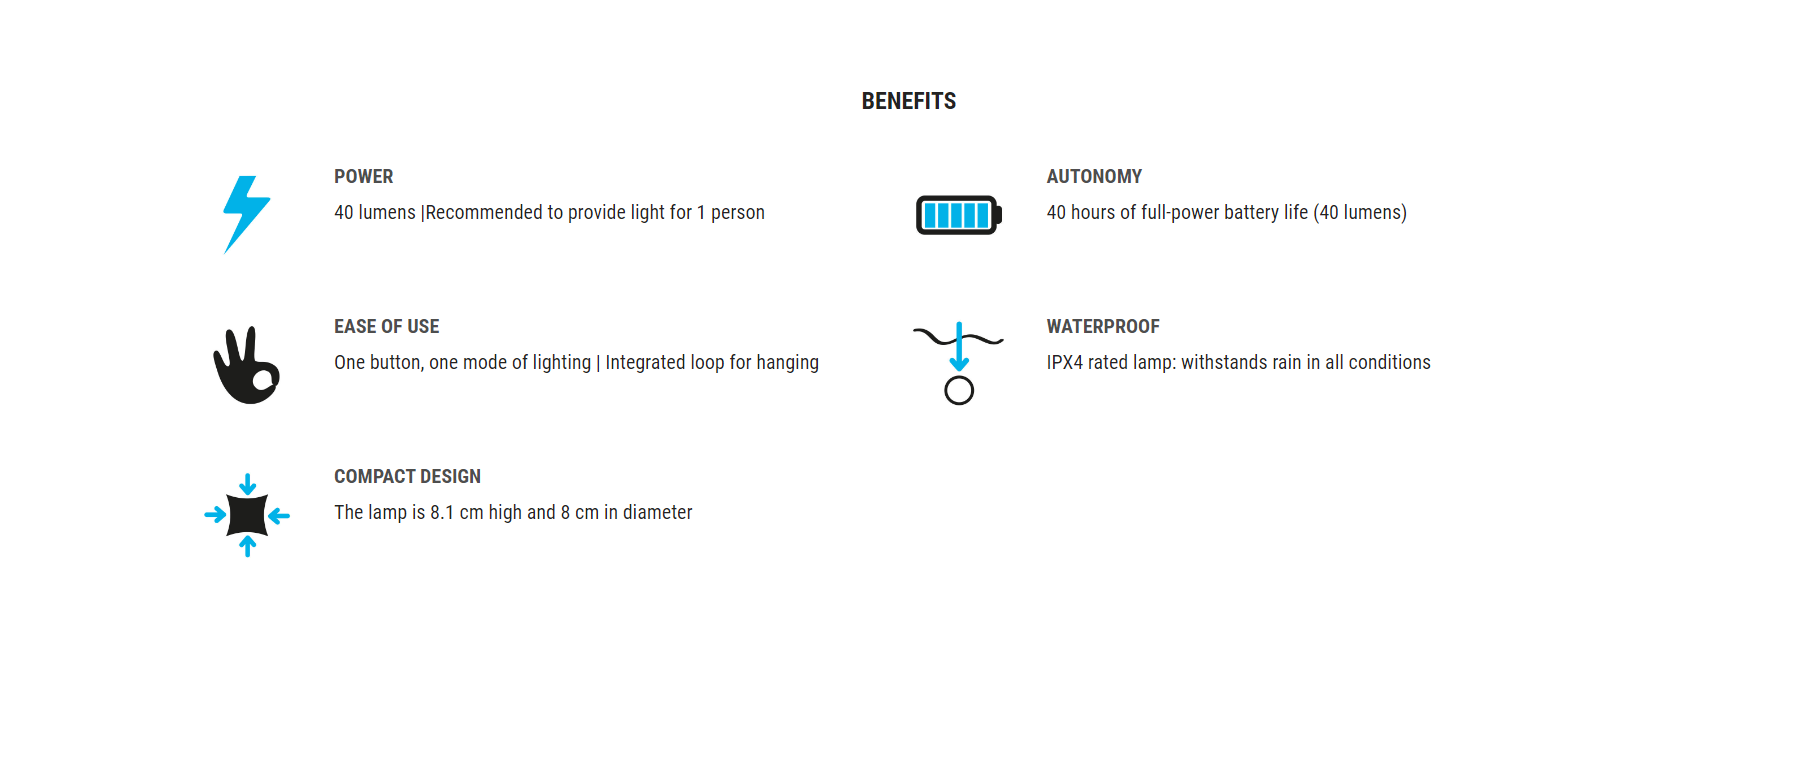 BENEFITS
POWER
40 lumens |Recommended to provide light for 1 person
AUTONOMY
40 hours of full-power battery life (40 lumens)
EASE OF USE
One button, one mode of lighting | Integrated loop for hanging
WATERPROOF
IPX4 rated lamp: withstands rain in all conditions
COMPACT DESIGN
The lamp is 8.1 cm high and 8 cm in diameter